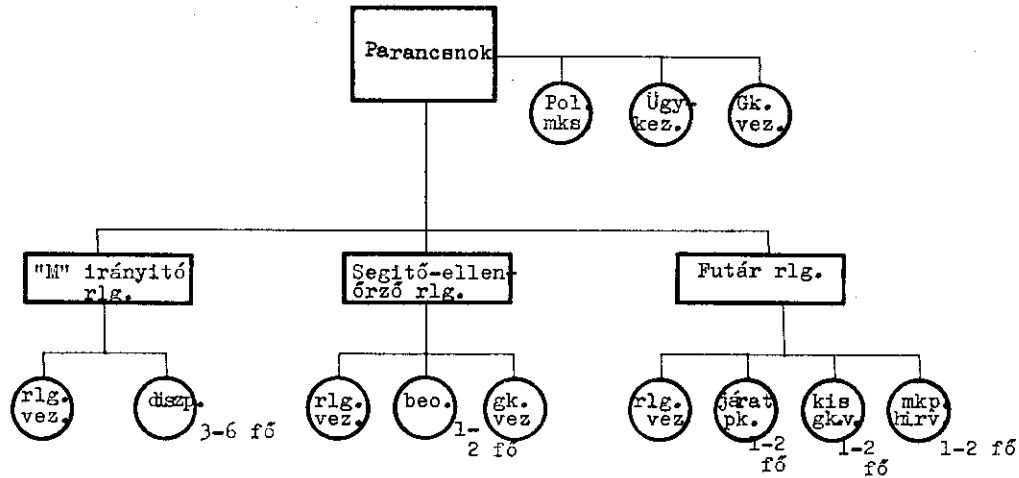 Parancsnok
Pol.
mks
Ügy-
kez.
Gk.
vez.
"M" irányitó
rlg.
Segitő-ellen-
őrző rlg.
Futár rlg.
rlg.
vez.
diszp.
3-6 fő
rlg.
vez.
beo.
1-
2 fő
gk.
vez
rlg.
vez
járat
pk.
1-2
fő
kis
gk.v.
1-2
fő
mkp.
hirv.
1-2 fő